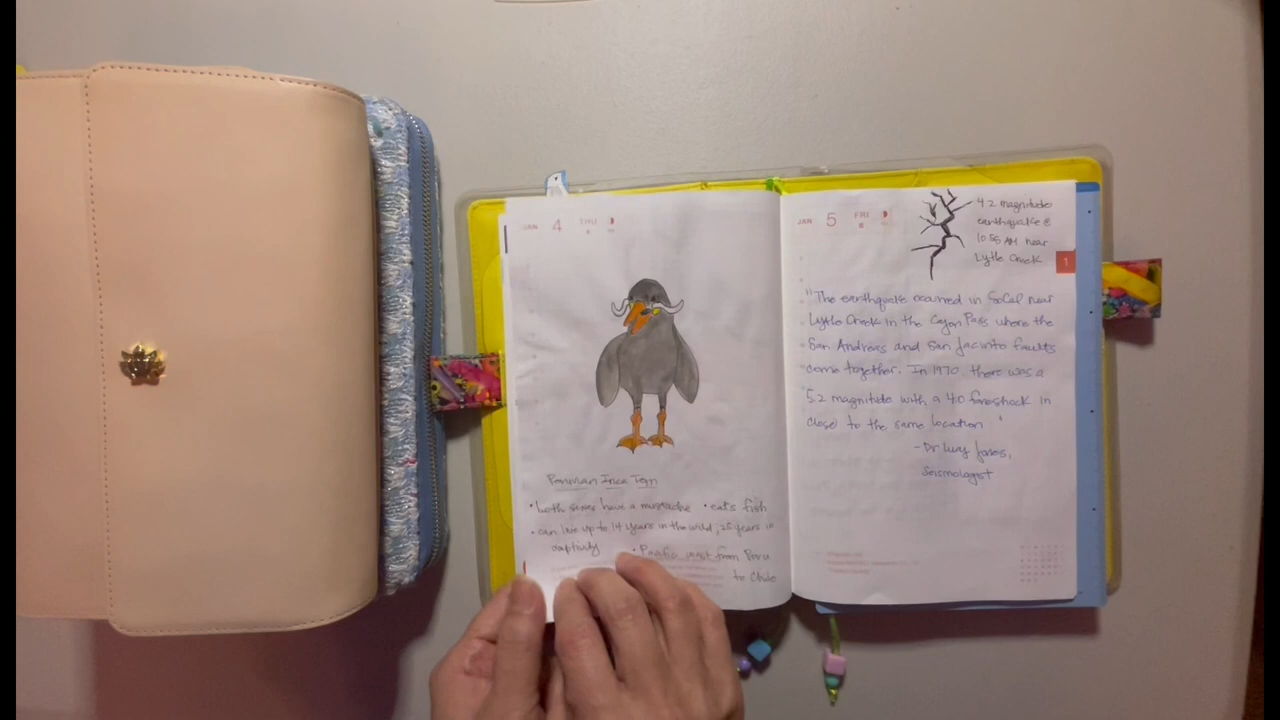 JAN 4 THU
Peruvian Inca Tern
• both sexes have a mustache • eats fish
• can live up to 14 years in the wild, 25 years in
captivity • Pacific coast from Peru
to Chile
JAN 5 FRI
4.2 magnitude
earthquake @
10:55 AM near
Lytle Creek
1
"The earthquake occurred in SoCal near
Lytle Creek in the Cajon Pass where the
San Andreas and San Jacinto faults
come together. In 1970, there was a
5.2 magnitude with a 4.0 foreshock in
close to the same location"
- Dr Lucy Jones,
Seismologist